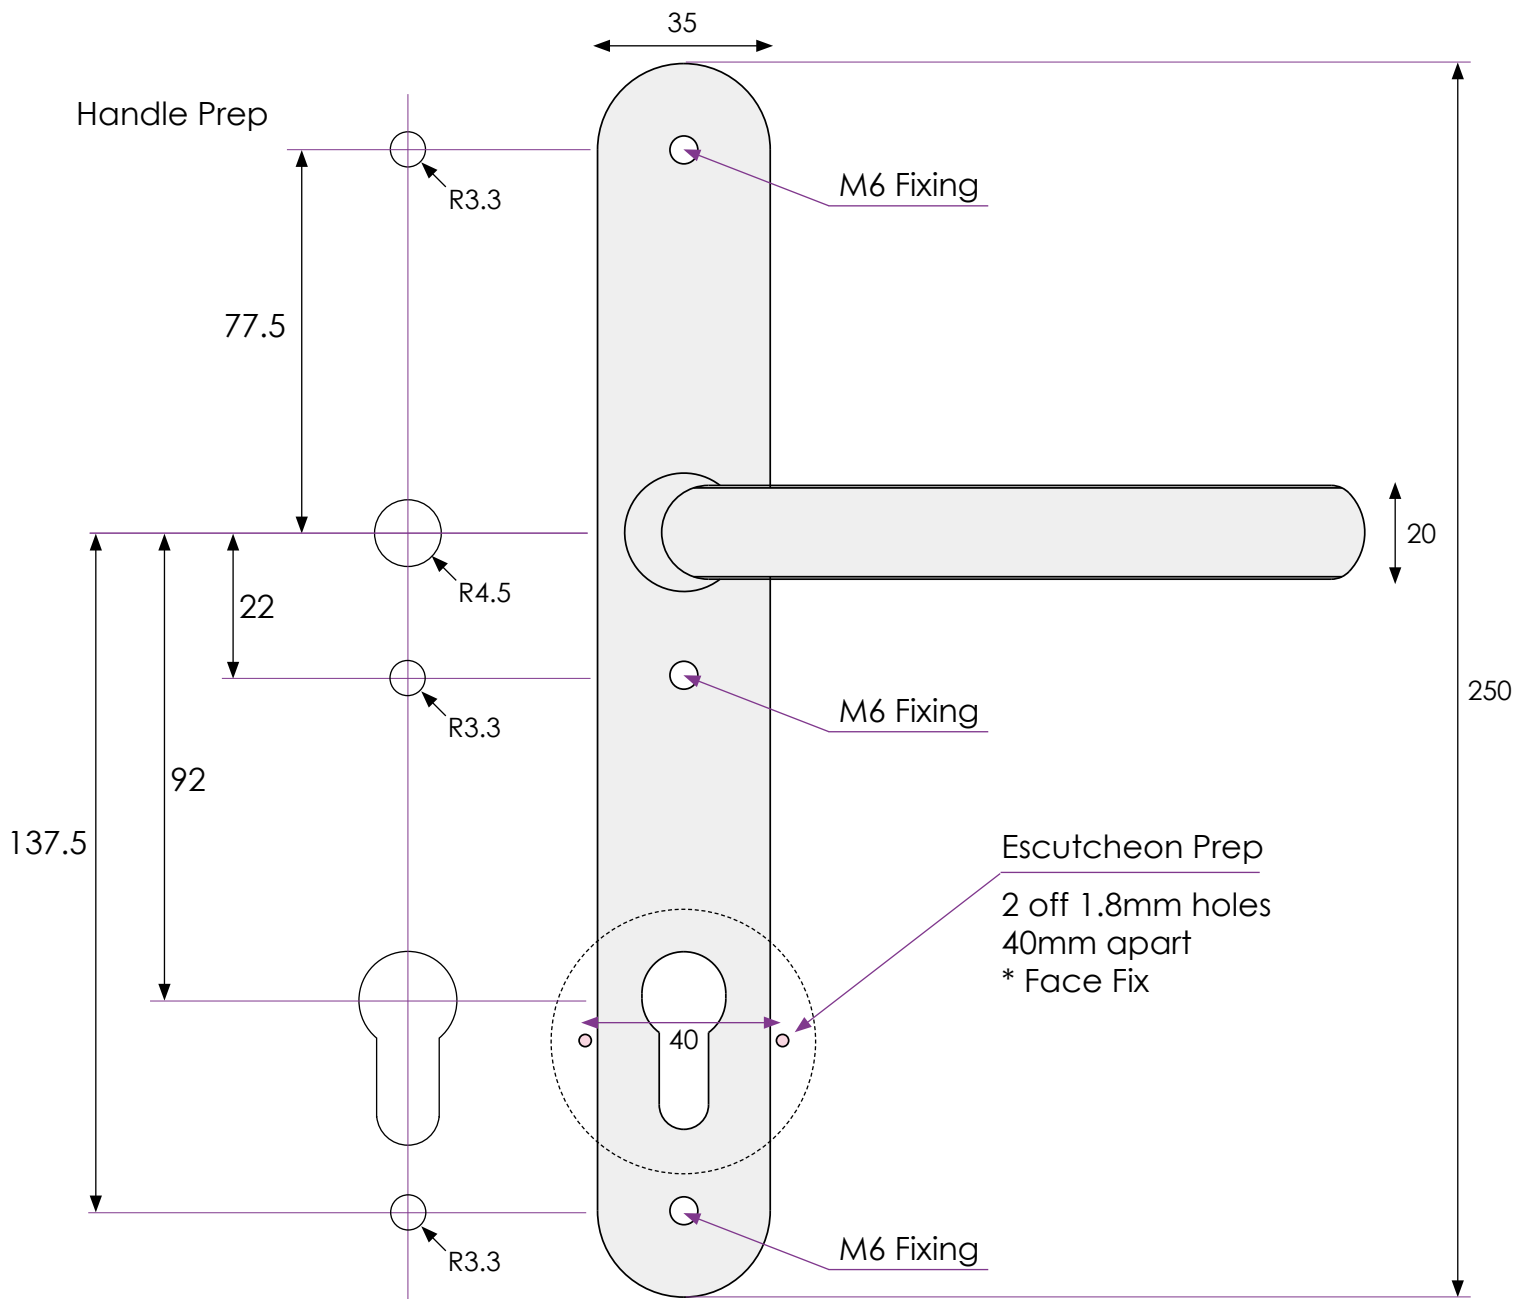 35
Handle Prep
M6 Fixing
R3.3
77.5
20
R4.5
22
250
M6 Fixing
R3.3
92
137.5
Escutcheon Prep
2 off 1.8mm holes
40mm apart
* Face Fix
40
M6 Fixing
R3.3